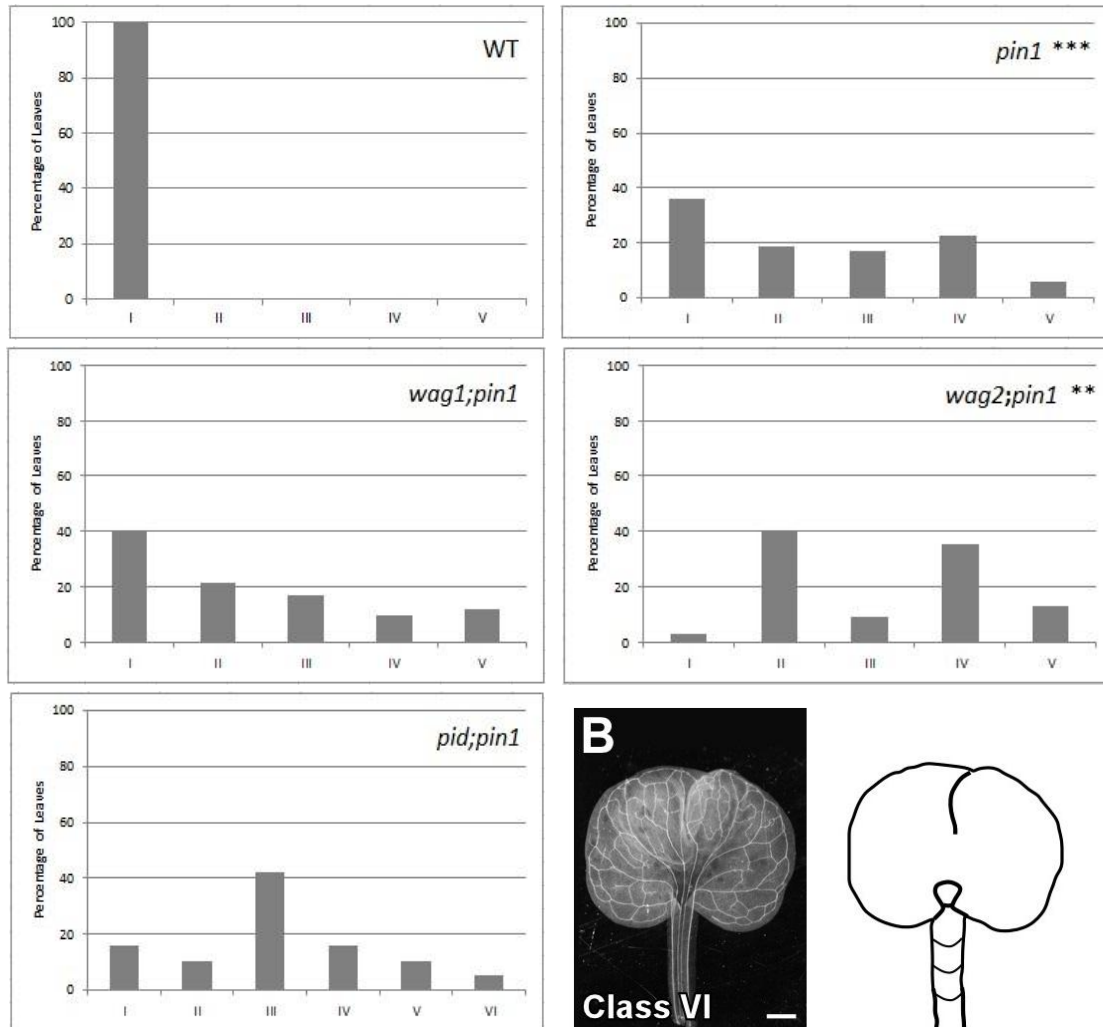 WT
Percentage of Leaves
100
80
60
40
20
0
I II III IV V
pin1 ***
Percentage of Leaves
100
80
60
40
20
0
I II III IV V
wag1;pin1
Percentage of Leaves
100
80
60
40
20
0
I II III IV V
wag2;pin1 **
Percentage of Leaves
100
80
60
40
20
0
I II III IV V
pid;pin1
Percentage of Leaves
100
80
60
40
20
0
I II III IV V VI
B
Class VI